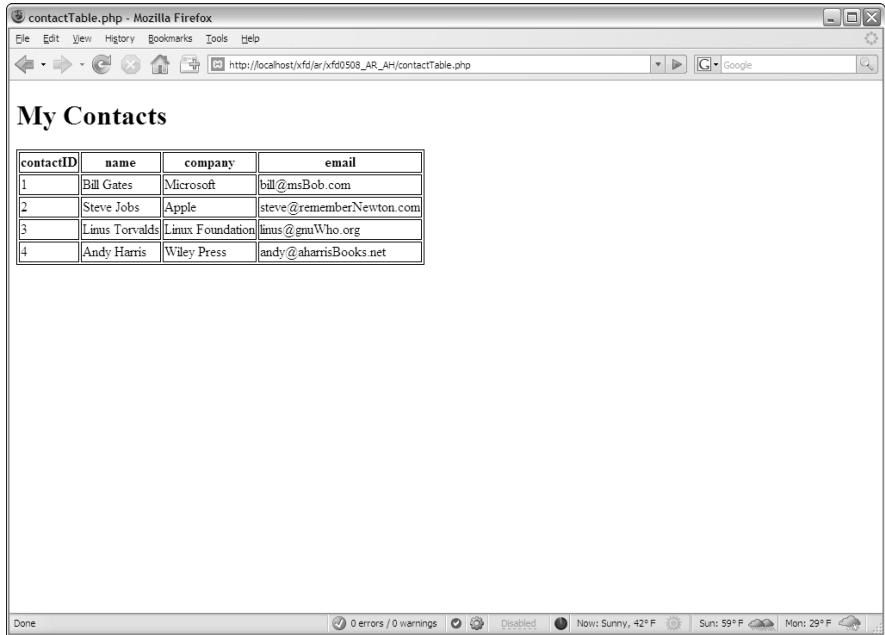 contactTable.php - Mozilla Firefox
File Edit View History Bookmarks Tools Help
http://localhost/xfd/ar/xfd0508_AR_AH/contactTable.php G Google
My Contacts
contactID name company email
1 Bill Gates Microsoft bill@msBob.com
2 Steve Jobs Apple steve@rememberNewton.com
3 Linus Torvalds Linux Foundation linus@gnuWho.org
4 Andy Harris Wiley Press andy@aharrisBooks.net
Done 0 errors / 0 warnings Disabled Now: Sunny, 42° F Sun: 59° F Mon: 29° F